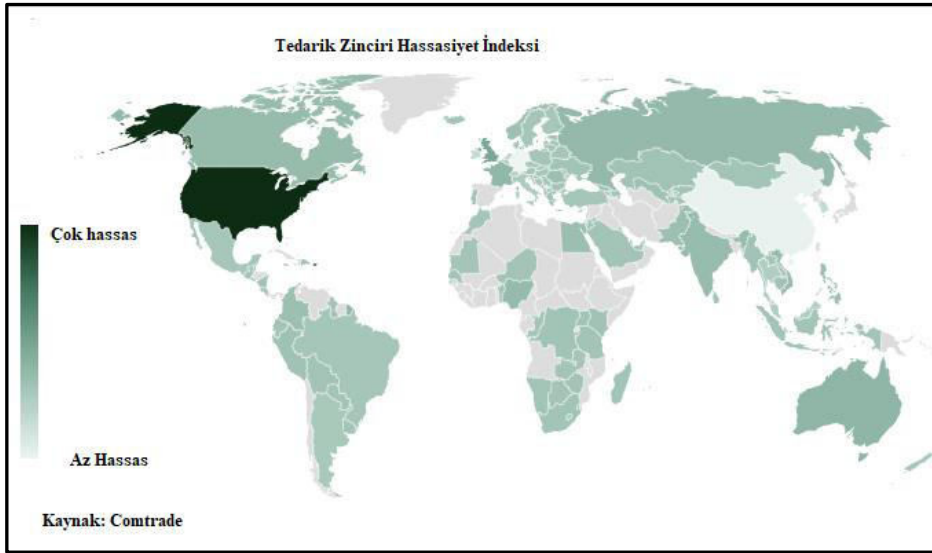 Tedarik Zinciri Hassasiyet İndeksi
Çok hassas
Az Hassas
Kaynak: Comtrade